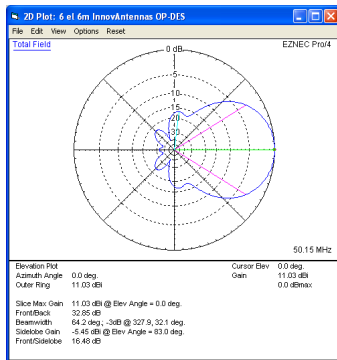 2D Plot: 6 el 6m InnovAntennas OP-DES
File Edit View Options Reset
Total Field
EZNEC Pro/4
0 dB
-5
-10
-15
-20
-30
50.15 MHz
Elevation Plot
Azimuth Angle 0.0 deg.
Outer Ring 11.03 dBi
Cursor Elev 0.0 deg.
Gain 11.03 dBi
0.0 dBmax
Slice Max Gain 11.03 dBi @ Elev Angle = 0.0 deg.
Front/Back 32.85 dB
Beamwidth 64.2 deg.; -3dB @ 327.9, 32.1 deg.
Sidelobe Gain -5.45 dBi @ Elev Angle = 83.0 deg.
Front/Sidelobe 16.48 dB